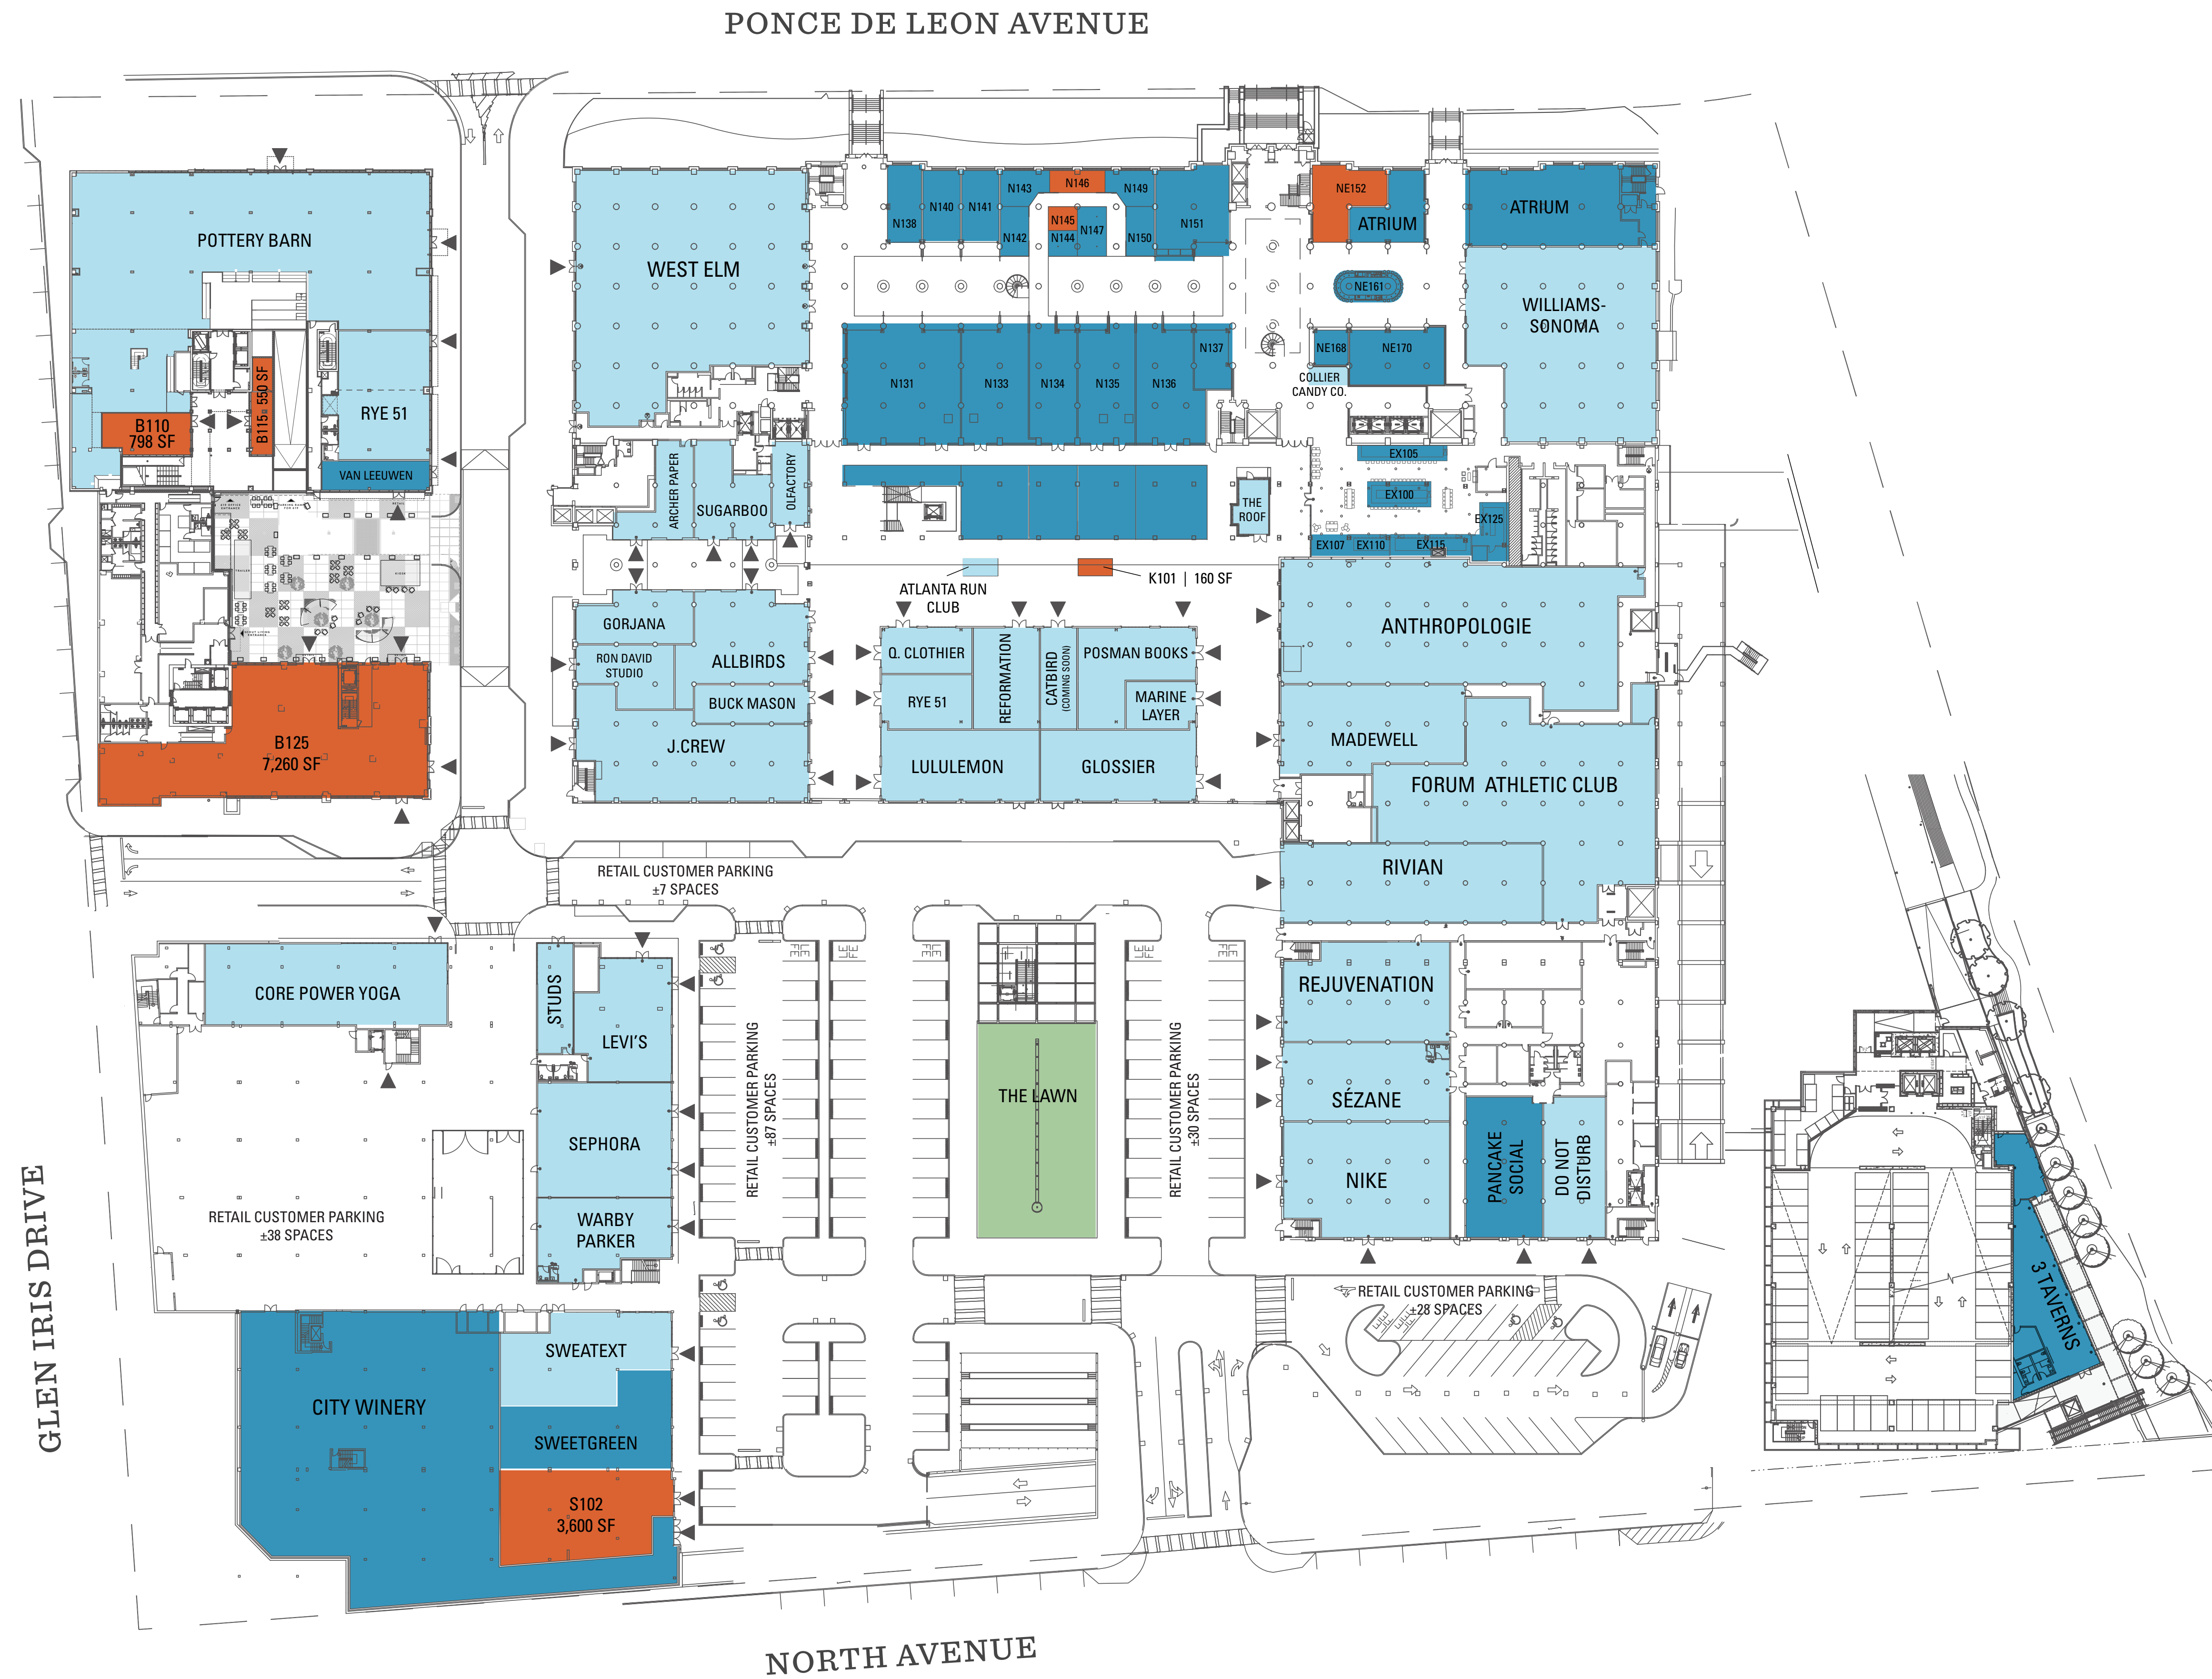 PONCE DE LEON AVENUE
POTTERY BARN
B110
798 SF
B115 550 SF
RYE 51
VAN LEEUWEN
B125
7,260 SF
WEST ELM
ARCHER PAPER
SUGARBOO
OLFACTORY
GORJANA
RON DAVID
STUDIO
ALLBIRDS
BUCK MASON
J.CREW
N138
N140
N141
N143
N142
N146
N145
N144
N147
N149
N150
N151
N131
N133
N134
N135
N136
N137
NE152
ATRIUM
ATRIUM
NE161
WILLIAMS-
SONOMA
NE168
NE170
COLLIER
CANDY CO.
EX105
EX100
EX125
EX107
EX110
EX115
THE
ROOF
ATLANTA RUN
CLUB
K101 | 160 SF
Q. CLOTHIER
RYE 51
REFORMATION
CATBIRD
(COMING SOON)
POSMAN BOOKS
MARINE
LAYER
LULULEMON
GLOSSIER
ANTHROPOLOGIE
MADEWELL
FORUM ATHLETIC CLUB
RIVIAN
RETAIL CUSTOMER PARKING
±7 SPACES
CORE POWER YOGA
STUDS
LEVI'S
SEPHORA
WARBY
PARKER
RETAIL CUSTOMER PARKING
±38 SPACES
RETAIL CUSTOMER PARKING
±87 SPACES
THE LAWN
RETAIL CUSTOMER PARKING
±30 SPACES
REJUVENATION
SÉZANE
NIKE
PANCAKE
SOCIAL
DO NOT
DISTURB
RETAIL CUSTOMER PARKING
±28 SPACES
3 TAVERNS
CITY WINERY
SWEATEXT
SWEETGREEN
S102
3,600 SF
GLEN IRIS DRIVE
NORTH AVENUE